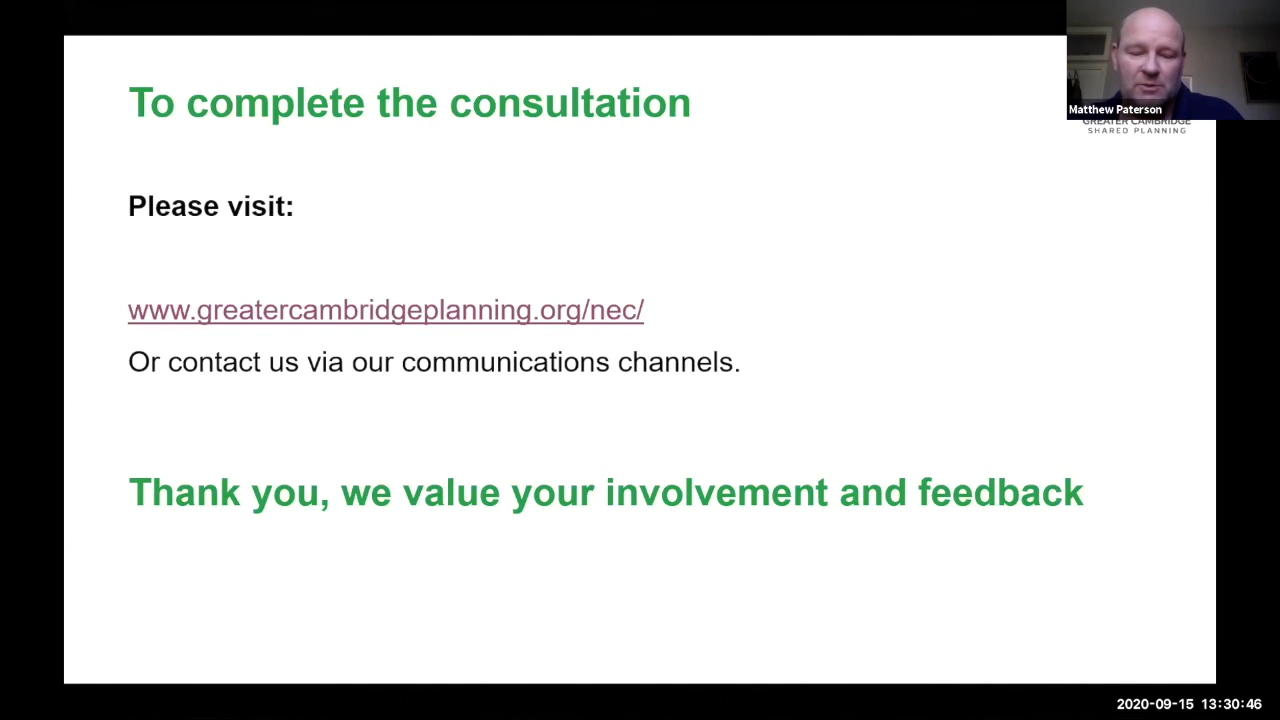 To complete the consultation
Matthew Paterson
GREATER CAMBRIDGE
SHARED PLANNING
Please visit:
www.greatercambridgeplanning.org/nec/
Or contact us via our communications channels.
Thank you, we value your involvement and feedback
2020-09-15 13:30:46